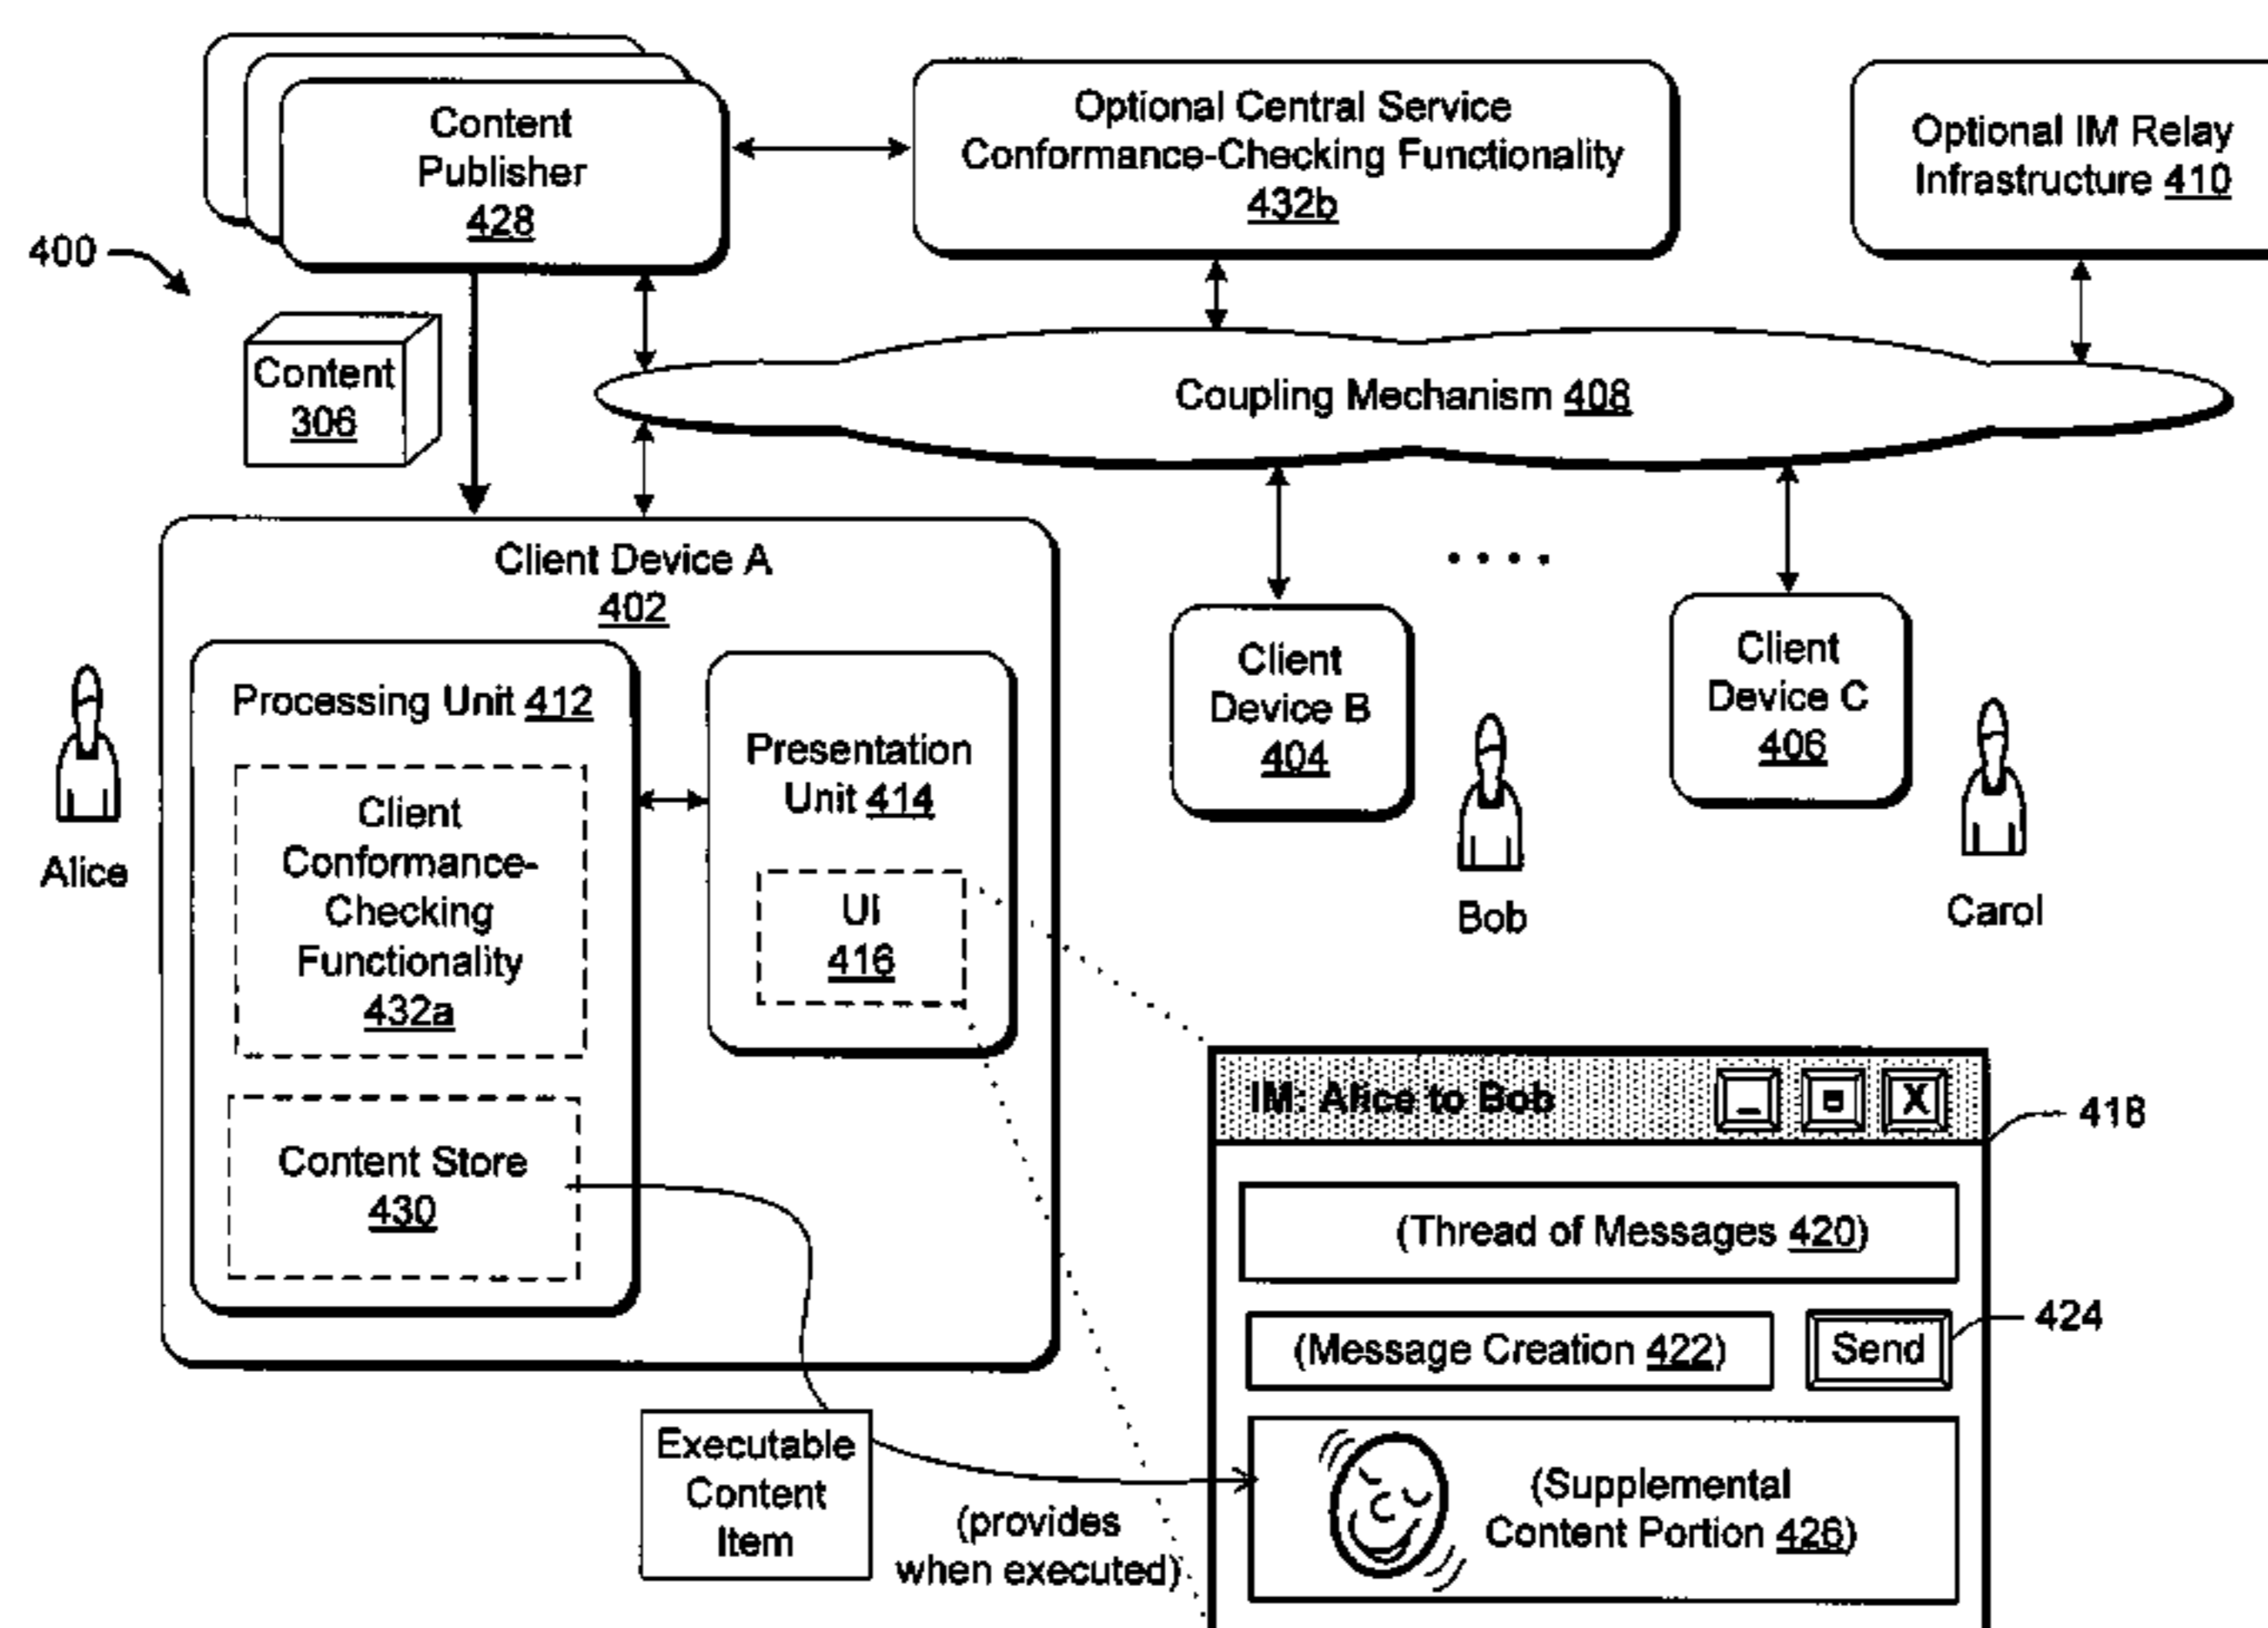 Content
Publisher
428
Optional Central Service
Conformance-Checking Functionality
432b
Optional IM Relay
Infrastructure 410
400
Content
306
Coupling Mechanism 408
Client Device A
402
Processing Unit 412
Client
Conformance-
Checking
Functionality
432a
Content Store
430
Presentation
Unit 414
UI
416
Alice
Client
Device B
404
Bob
. . . .
Client
Device C
406
Carol
IM: Alice to Bob
X
418
(Thread of Messages 420)
(Message Creation 422)
Send
424
Executable
Content
Item
(provides
when executed)
(Supplemental
Content Portion 426)